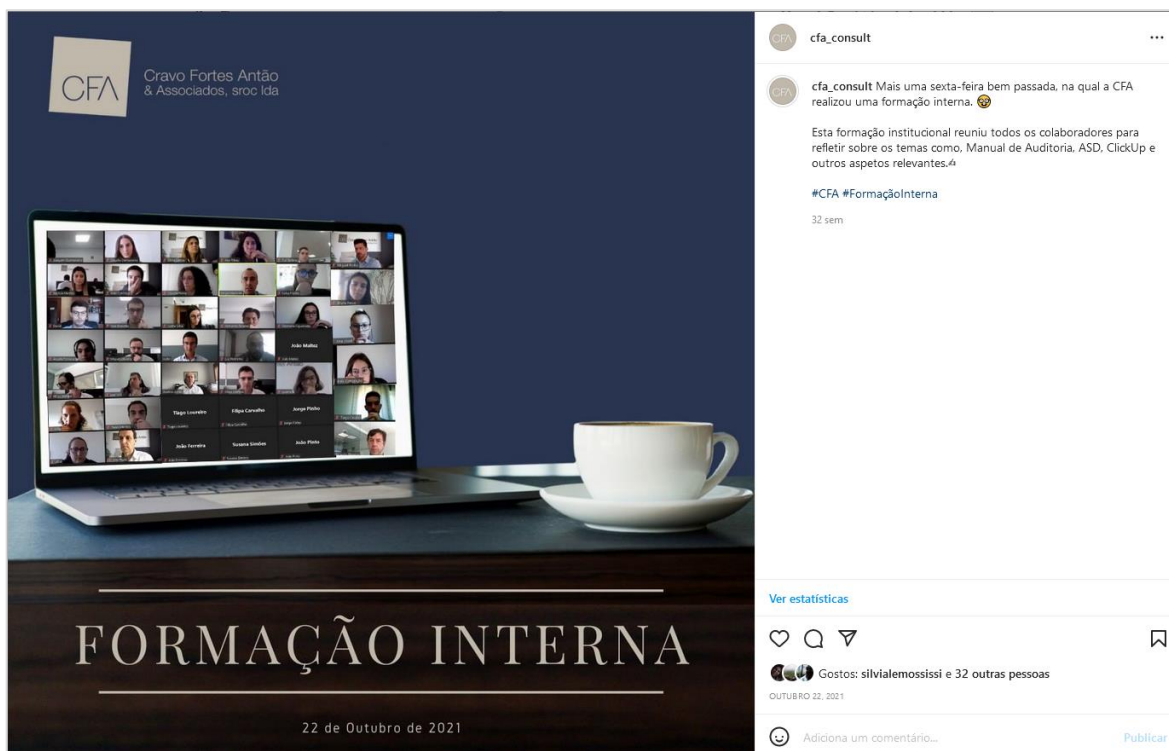 CFA
Cravo Fortes Antão
& Associados, sroc lda
João Muñoz
Tiago Loureiro
Filipa Carvalho
Jorge Pinho
João Ferreira
Susana Simões
João Pinto
FORMAÇÃO INTERNA
22 de Outubro de 2021
CFA
cfa_consult
CFA
cfa_consult Mais uma sexta-feira bem passada, na qual a CFA
realizou uma formação interna.
Esta formação institucional reuniu todos os colaboradores para
refletir sobre os temas como, Manual de Auditoria, ASD, ClickUp e
outros aspetos relevantes.
#CFA #FormaçãoInterna
32 sem
Ver estatísticas
Gostos: silvialemossissi e 32 outras pessoas
OUTUBRO 22, 2021
Adiciona um comentário...
Publicar